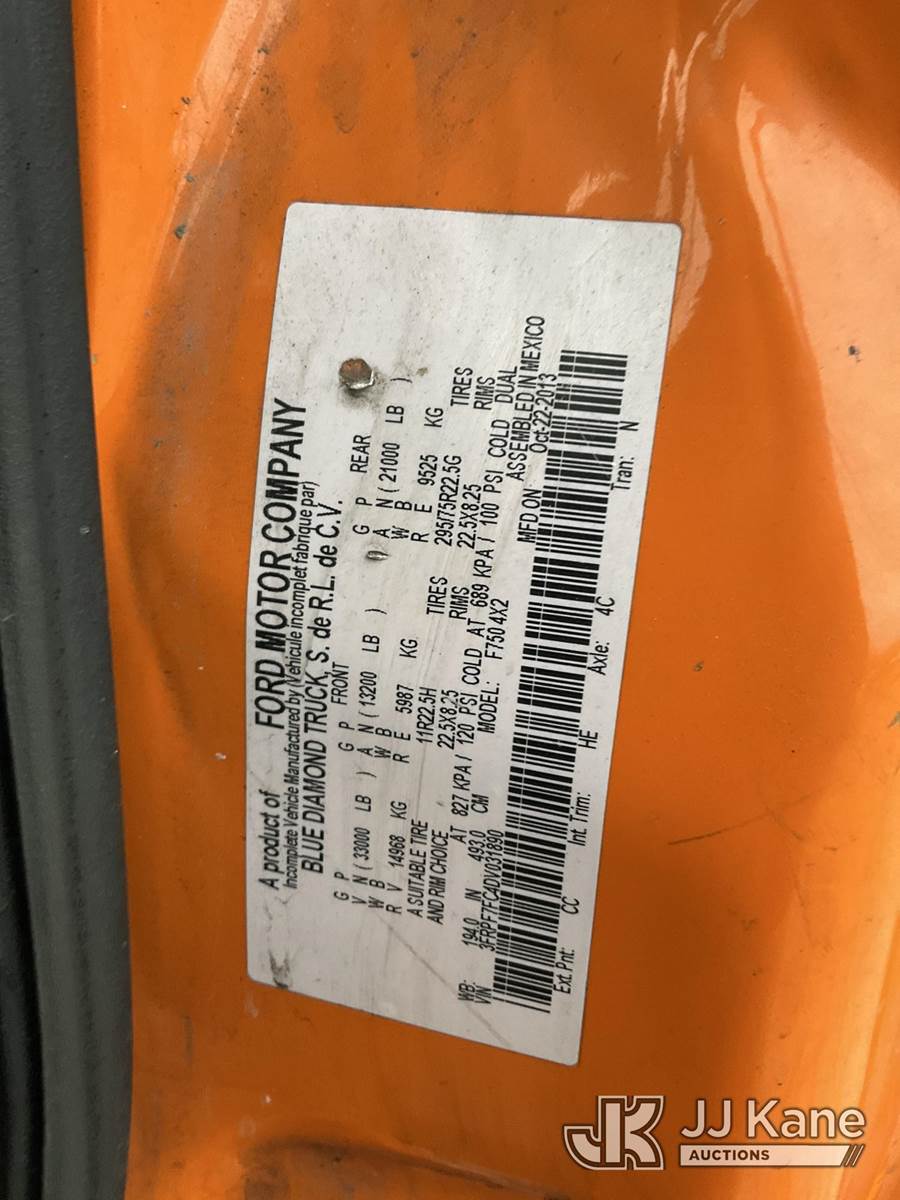 A product of
FORD MOTOR COMPANY
Incomplete Vehicle Manufactured by (Véhicule incomplet fabrique par)
BLUE DIAMOND TRUCK, S. de R.L. de C.V.
G P FRONT G P REAR
V N ( 33000 LB ) A N ( 13200 LB ) A N ( 21000 LB )
W B W B W B
R V 14968 KG R E 5987 KG R E 9525 KG
A SUITABLE TIRE 11R22.5H TIRES 295/75R22.5G TIRES
AND RIM CHOICE 22.5X8.25 RIMS 22.5X8.25 RIMS
AT 827 KPA / 120 PSI COLD AT 689 KPA / 100 PSI COLD DUAL
WB: 194.0 IN 493.0 CM MODEL: F750 4X2 ASSEMBLED IN MEXICO
VIN 3FRPF7FC4DV031890 MFD ON Oct-22-2013
Ext. Pnt: CC Int. Trim: HE Axle: 4C Tran: N
JK JJ Kane
AUCTIONS